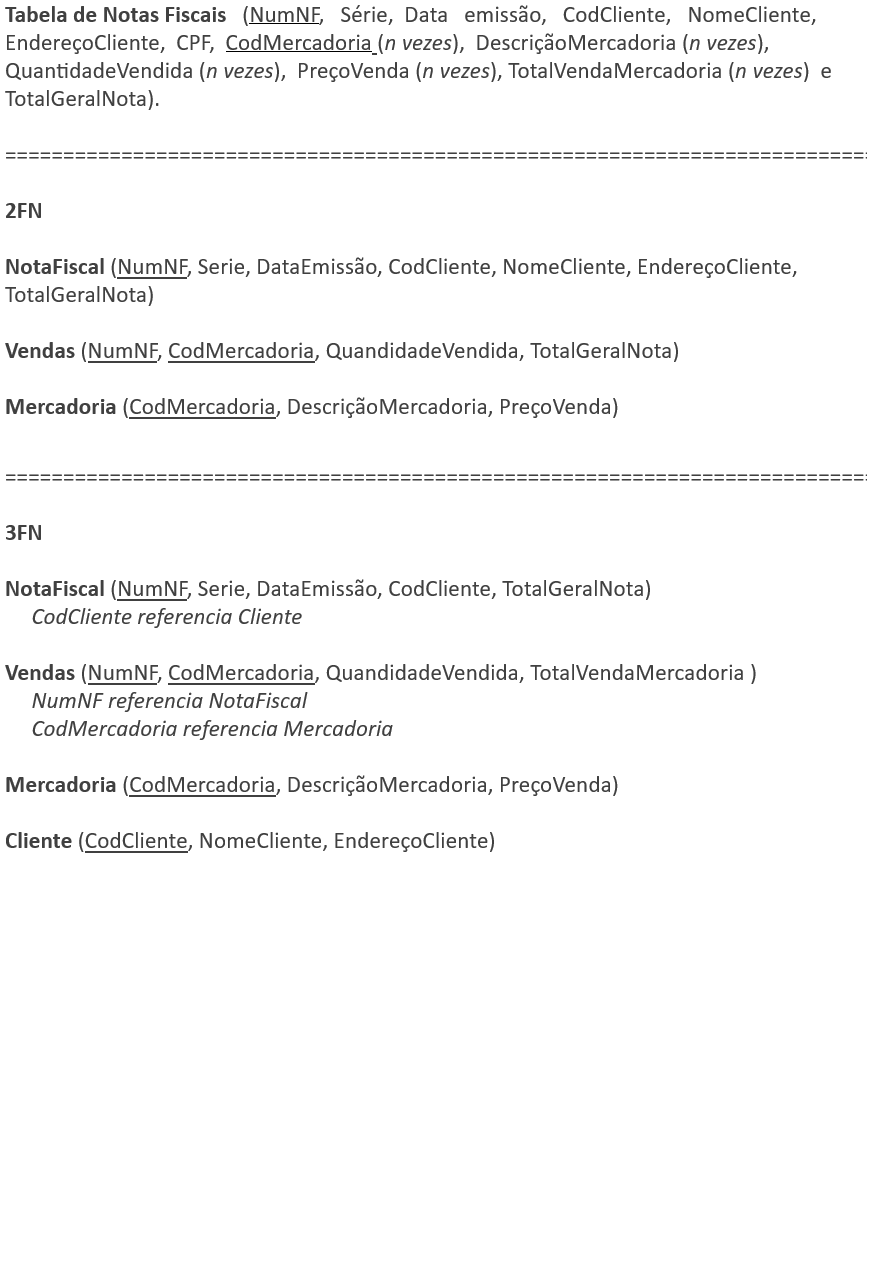 Tabela de Notas Fiscais (NumNF, Série, Data emissão, CodCliente, NomeCliente,
EndereçoCliente, CPF, CodMercadoria (n vezes), DescriçãoMercadoria (n vezes),
QuantidadeVendida (n vezes), PreçoVenda (n vezes), TotalVendaMercadoria (n vezes) e
TotalGeralNota).
==========================================================================
2FN
NotaFiscal (NumNF, Serie, DataEmissão, CodCliente, NomeCliente, EndereçoCliente,
TotalGeralNota)
Vendas (NumNF, CodMercadoria, QuandidadeVendida, TotalGeralNota)
Mercadoria (CodMercadoria, DescriçãoMercadoria, PreçoVenda)
==========================================================================
3FN
NotaFiscal (NumNF, Serie, DataEmissão, CodCliente, TotalGeralNota)
CodCliente referencia Cliente
Vendas (NumNF, CodMercadoria, QuandidadeVendida, TotalVendaMercadoria )
NumNF referencia NotaFiscal
CodMercadoria referencia Mercadoria
Mercadoria (CodMercadoria, DescriçãoMercadoria, PreçoVenda)
Cliente (CodCliente, NomeCliente, EndereçoCliente)